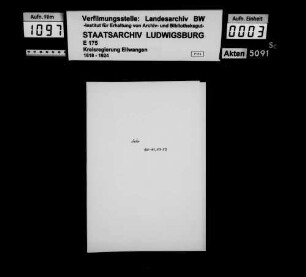 Aufn. Film
1097
Verfilmungsstelle: Landesarchiv BW
-Institut für Erhaltung von Archiv- und Bibliotheksgut-
STAATSARCHIV LUDWIGSBURG
E 175
Kreisregierung Ellwangen
1818 - 1924
Aufn. Einheit
0003
Akten 5091